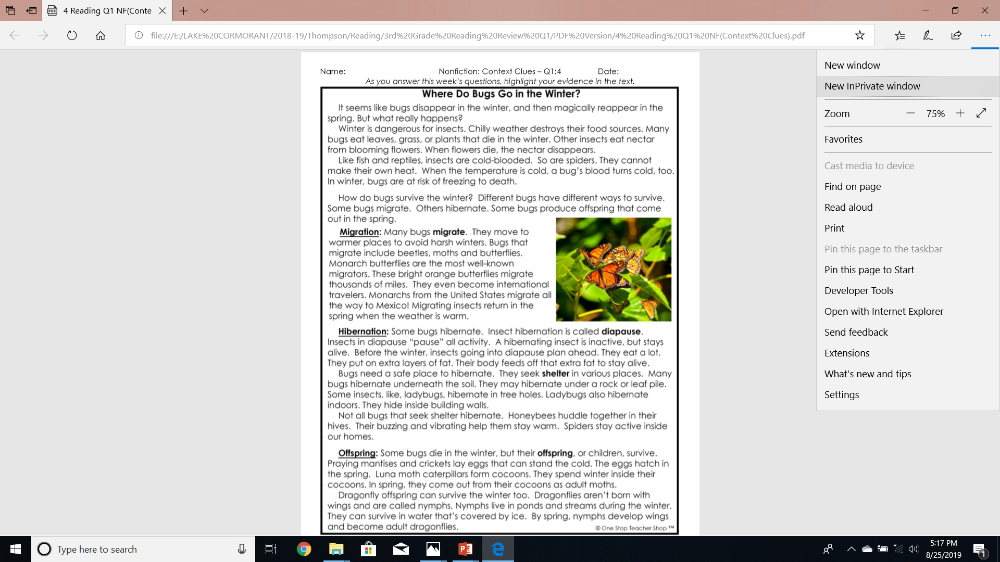 4 Reading Q1 NF(Conte
file:///E:/LAKE%20CORMORANT/2018-19/Thompson/Reading/3rd%20Grade%20Reading%20Review%20Q1/PDF%20Version/4%20Reading%20Q1%20NF(Context%20Clues).pdf
Name: Nonfiction: Context Clues – Q1:4 Date:
As you answer this week's questions, highlight your evidence in the text.
Where Do Bugs Go in the Winter?
It seems like bugs disappear in the winter, and then magically reappear in the
spring. But what really happens?
Winter is dangerous for insects. Chilly weather destroys their food sources. Many
bugs eat leaves, grass, or plants that die in the winter. Other insects eat nectar
from blooming flowers. When flowers die, the nectar disappears.
Like fish and reptiles, insects are cold-blooded. So are spiders. They cannot
make their own heat. When the temperature is cold, a bug's blood turns cold, too.
In winter, bugs are at risk of freezing to death.
How do bugs survive the winter? Different bugs have different ways to survive.
Some bugs migrate. Others hibernate. Some bugs produce offspring that come
out in the spring.
Migration: Many bugs migrate. They move to
warmer places to avoid harsh winters. Bugs that
migrate include beetles, moths and butterflies.
Monarch butterflies are the most well-known
migrators. These bright orange butterflies migrate
thousands of miles. They even become international
travelers. Monarchs from the United States migrate all
the way to Mexico! Migrating insects return in the
spring when the weather is warm.
Hibernation: Some bugs hibernate. Insect hibernation is called diapause.
Insects in diapause “pause” all activity. A hibernating insect is inactive, but stays
alive. Before the winter, insects going into diapause plan ahead. They eat a lot.
They put on extra layers of fat. Their body feeds off that extra fat to stay alive.
Bugs need a safe place to hibernate. They seek shelter in various places. Many
bugs hibernate underneath the soil. They may hibernate under a rock or leaf pile.
Some insects, like, ladybugs, hibernate in tree holes. Ladybugs also hibernate
indoors. They hide inside building walls.
Not all bugs that seek shelter hibernate. Honeybees huddle together in their
hives. Their buzzing and vibrating help them stay warm. Spiders stay active inside
our homes.
Offspring: Some bugs die in the winter, but their offspring, or children, survive.
Praying mantises and crickets lay eggs that can stand the cold. The eggs hatch in
the spring. Luna moth caterpillars form cocoons. They spend winter inside their
cocoons. In spring, they come out from their cocoons as adult moths.
Dragonfly offspring can survive the winter too. Dragonflies aren't born with
wings and are called nymphs. Nymphs live in ponds and streams during the winter.
They can survive in water that's covered by ice. By spring, nymphs develop wings
and become adult dragonflies.
© One Stop Teacher Shop ™
New window
New InPrivate window
Zoom 75%
Favorites
Cast media to device
Find on page
Read aloud
Print
Pin this page to the taskbar
Pin this page to Start
Developer Tools
Open with Internet Explorer
Send feedback
Extensions
What's new and tips
Settings
Type here to search
5:17 PM
8/25/2019
1